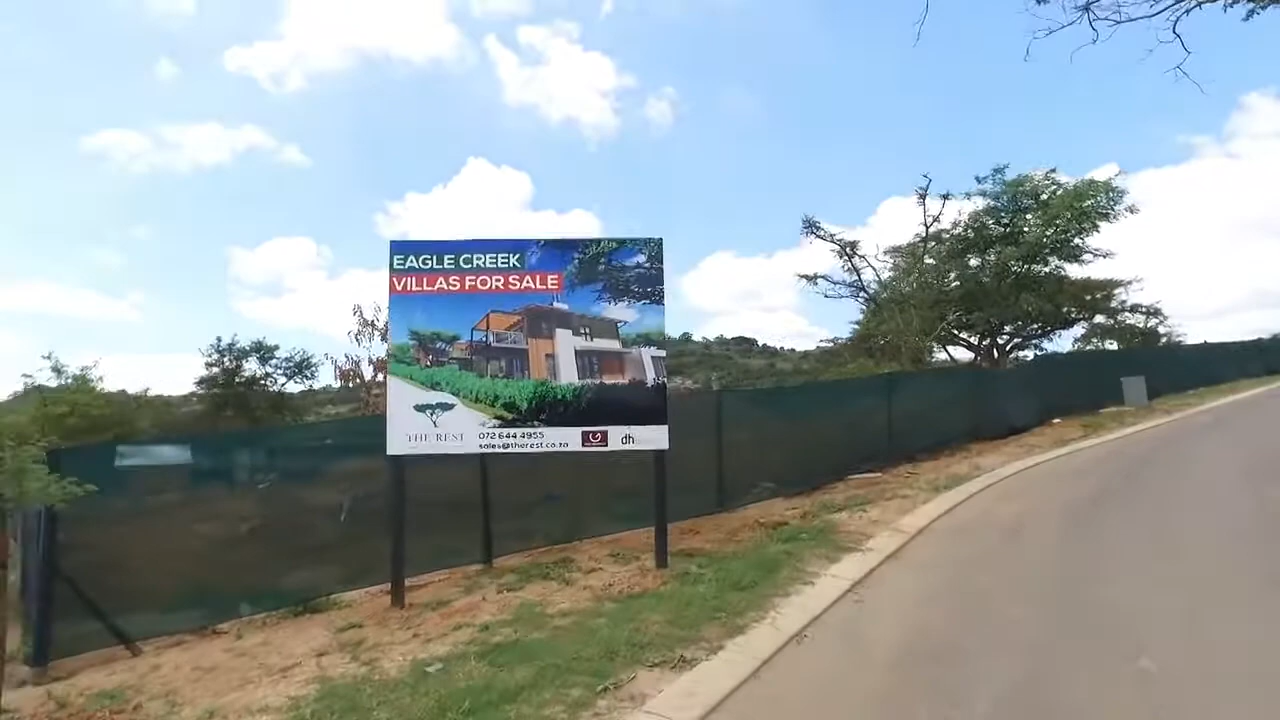 EAGLE CREEK
VILLAS FOR SALE
THE REST
072 644 4955
sales@therest.co.za
dh